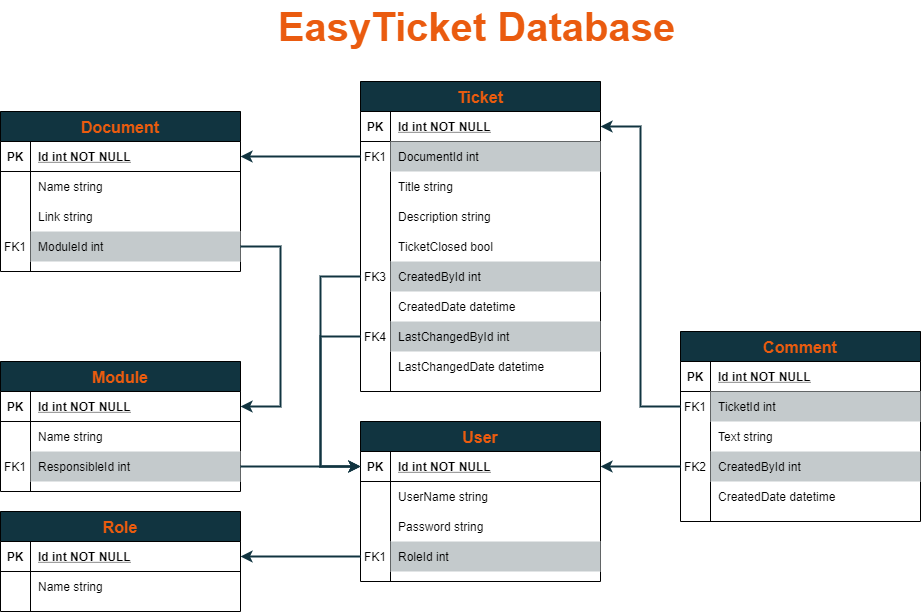 EasyTicket Database
Document
PK Id int NOT NULL
Name string
Link string
FK1 ModuleId int
Ticket
PK Id int NOT NULL
FK1 DocumentId int
Title string
Description string
TicketClosed bool
FK3 CreatedById int
CreatedDate datetime
FK4 LastChangedById int
LastChangedDate datetime
Module
PK Id int NOT NULL
Name string
FK1 ResponsibleId int
User
PK Id int NOT NULL
UserName string
Password string
FK1 RoleId int
Comment
PK Id int NOT NULL
FK1 TicketId int
Text string
FK2 CreatedById int
CreatedDate datetime
Role
PK Id int NOT NULL
Name string